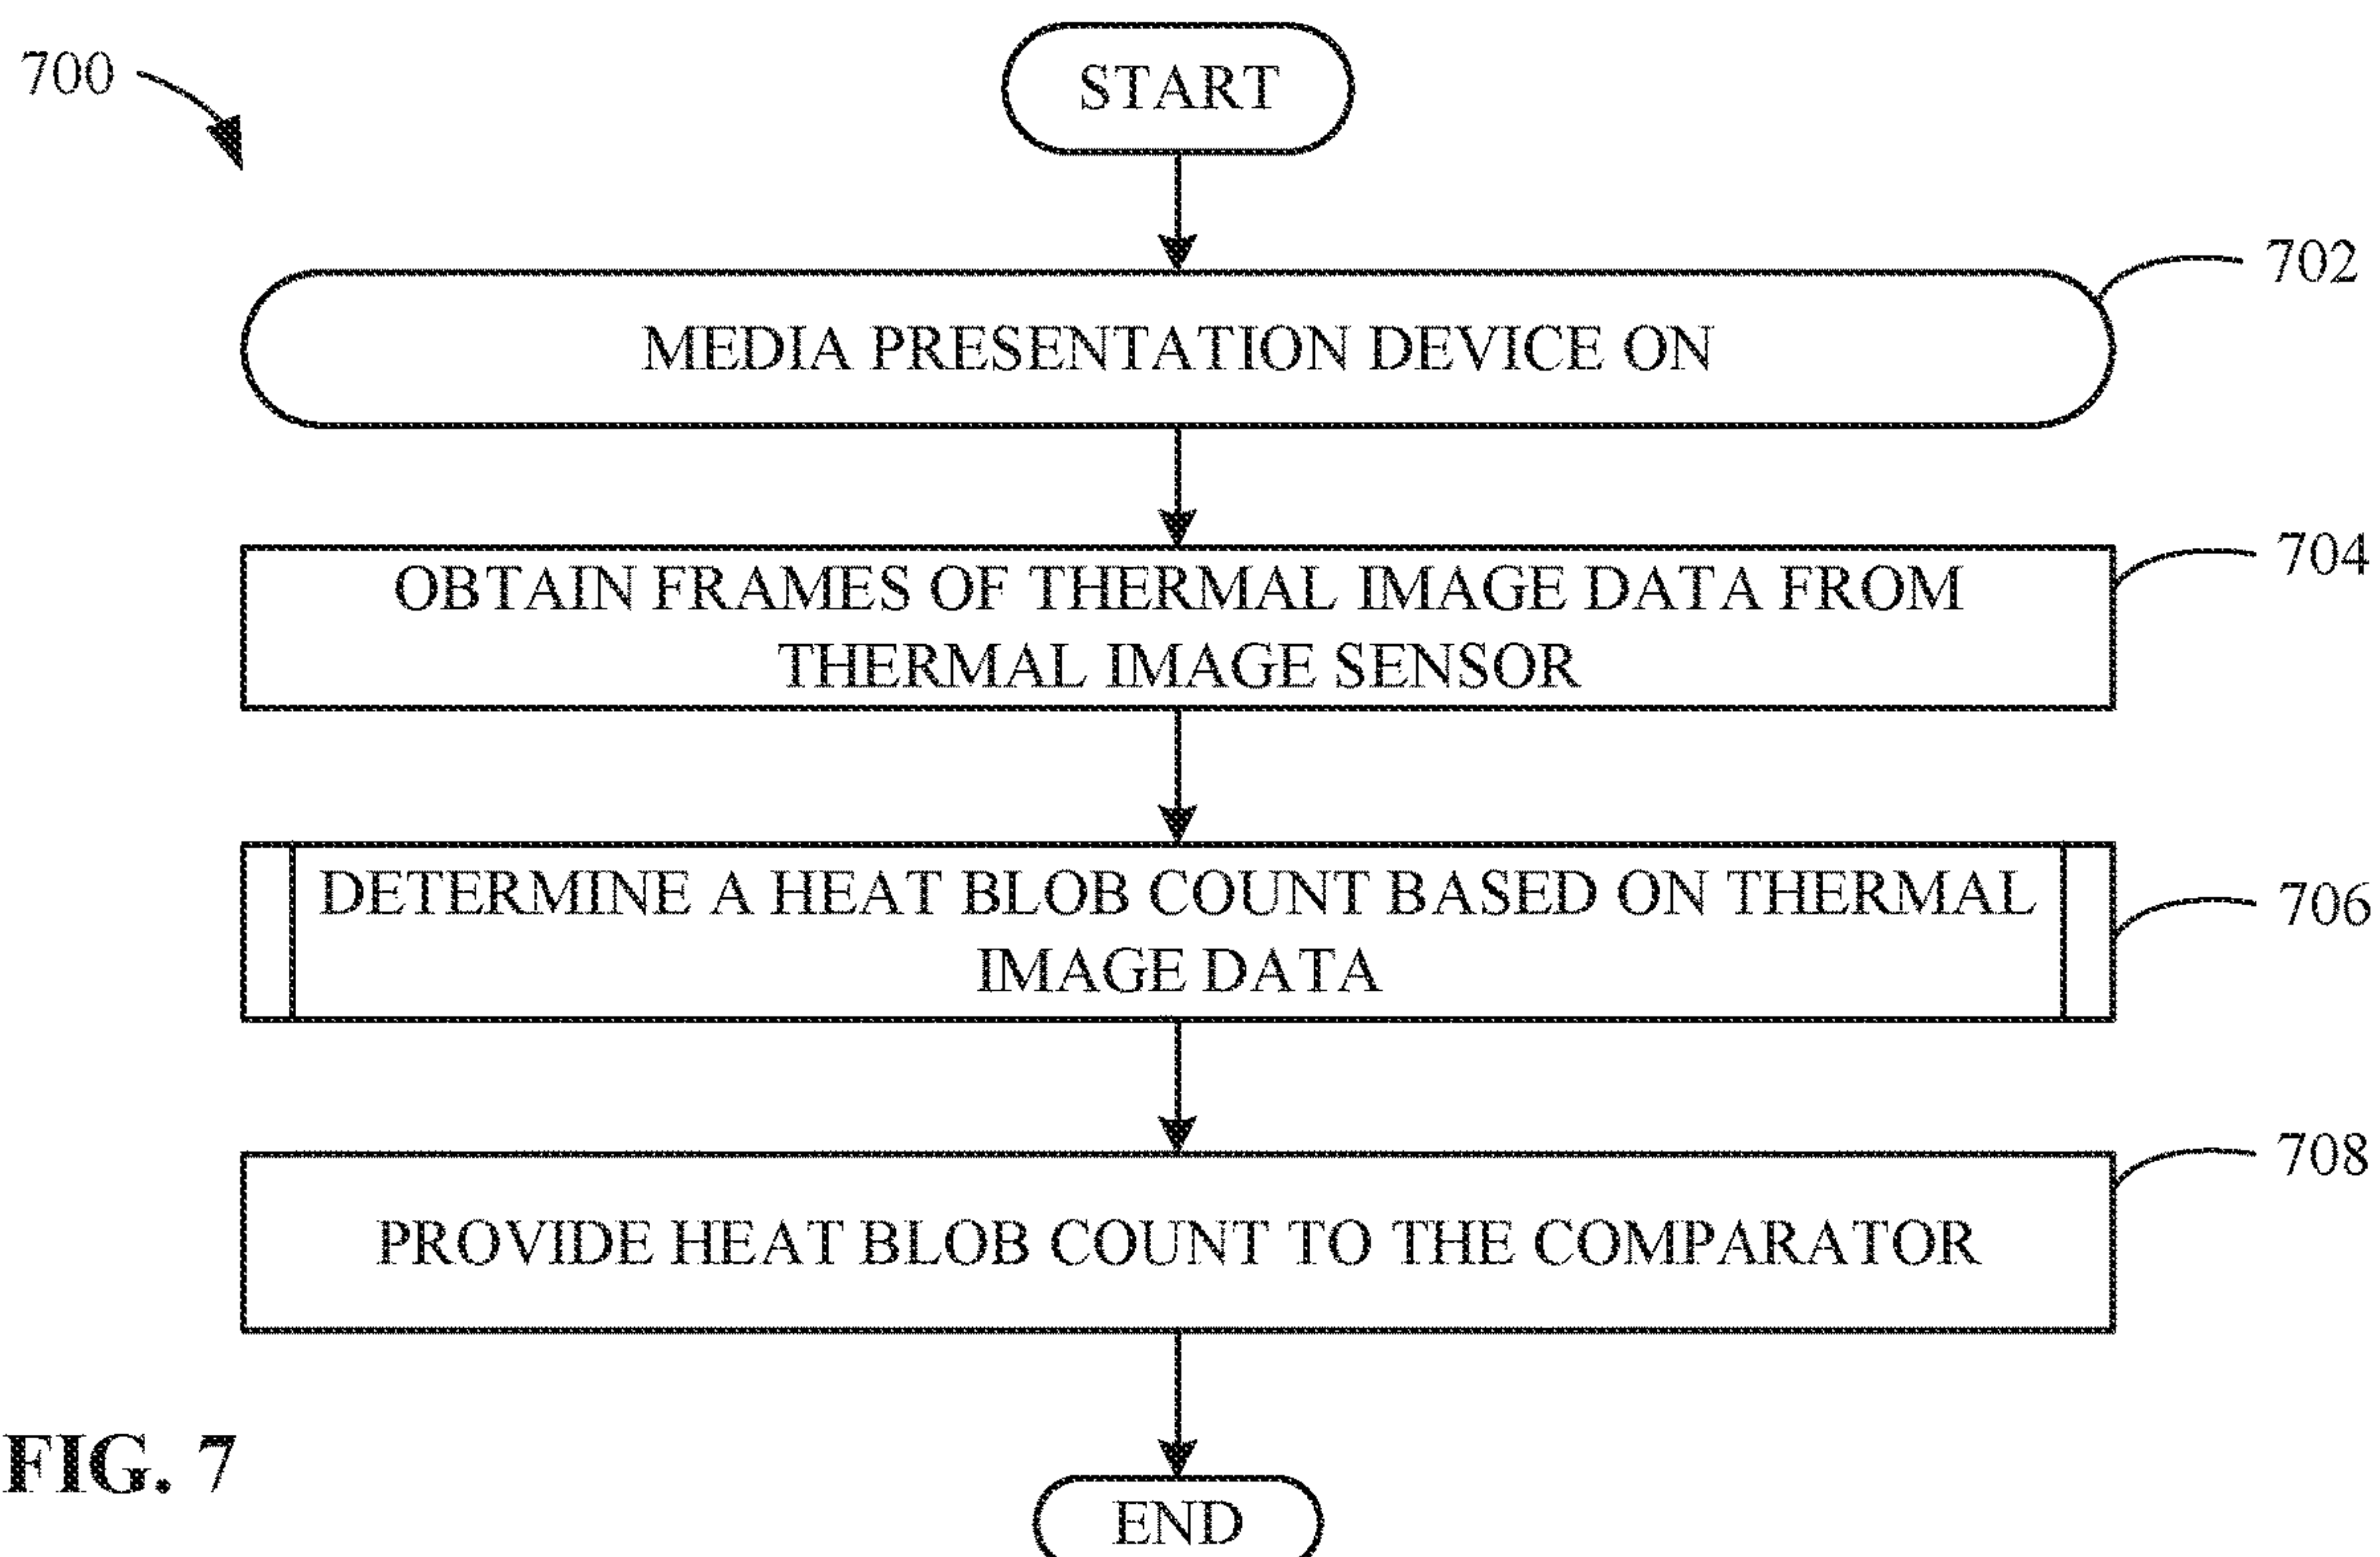 700
START
MEDIA PRESENTATION DEVICE ON
702
OBTAIN FRAMES OF THERMAL IMAGE DATA FROM
THERMAL IMAGE SENSOR
704
DETERMINE A HEAT BLOB COUNT BASED ON THERMAL
IMAGE DATA
706
PROVIDE HEAT BLOB COUNT TO THE COMPARATOR
708
FIG. 7
END